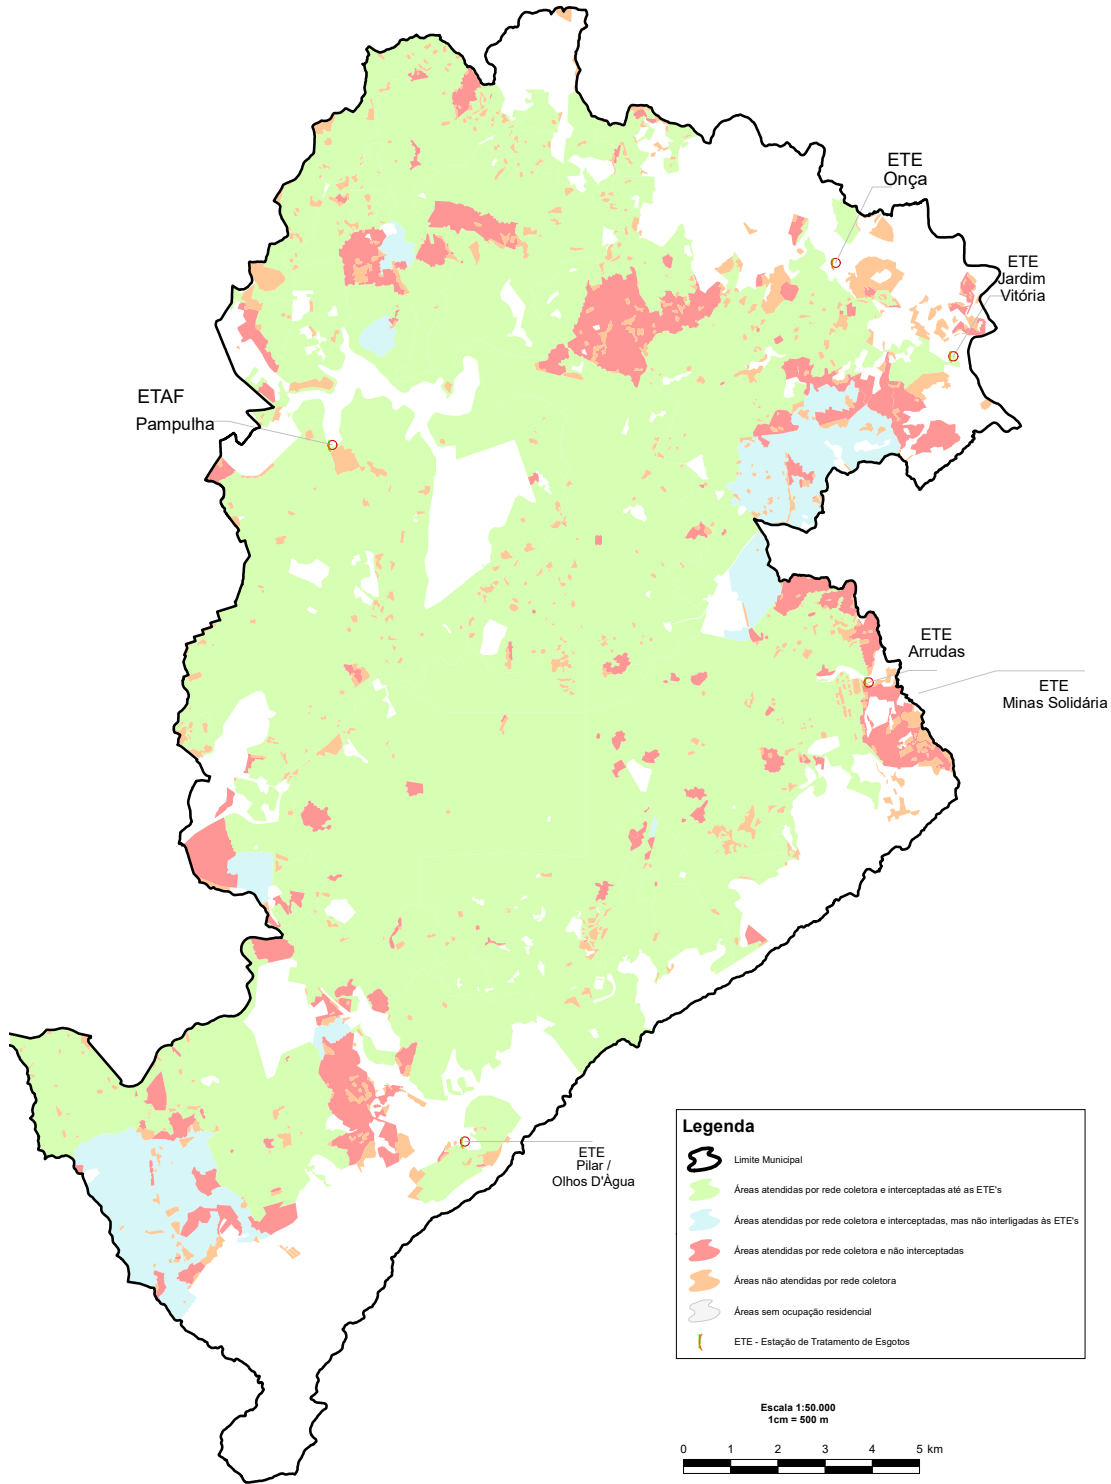 ETE
Onça
ETE
Jardim
Vitória
ETAF
Pampulha
ETE
Arrudas
ETE
Minas Solidária
ETE
Pilar /
Olhos D'Àgua
Legenda
Limite Municipal
Áreas atendidas por rede coletora e interceptadas até as ETE's
Áreas atendidas por rede coletora e interceptadas, mas não interligadas às ETE's
Áreas atendidas por rede coletora e não interceptadas
Áreas não atendidas por rede coletora
Áreas sem ocupação residencial
ETE - Estação de Tratamento de Esgotos
Escala 1:50.000
1cm = 500 m
0 1 2 3 4 5 km